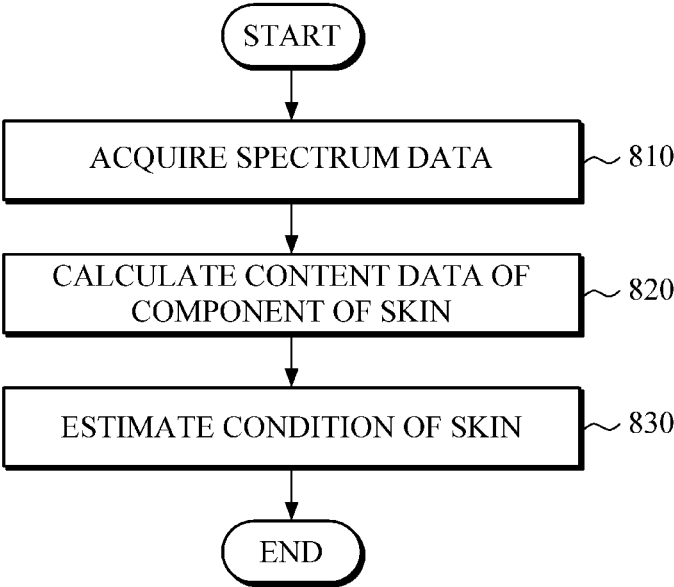 START
ACQUIRE SPECTRUM DATA
810
CALCULATE CONTENT DATA OF
COMPONENT OF SKIN
820
ESTIMATE CONDITION OF SKIN
830
END